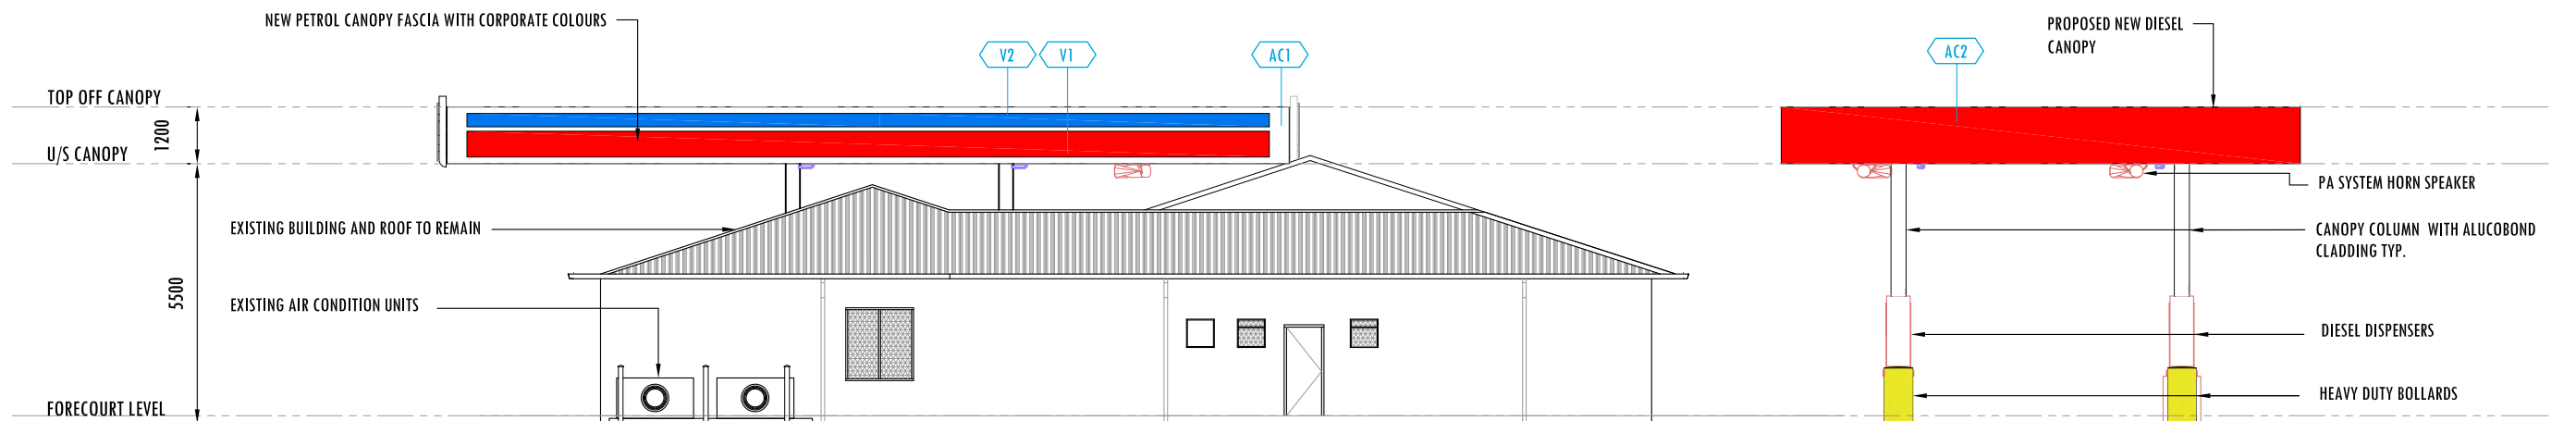 NEW PETROL CANOPY FASCIA WITH CORPORATE COLOURS
V2
V1
AC1
AC2
PROPOSED NEW DIESEL
CANOPY
TOP OFF CANOPY
1200
U/S CANOPY
PA SYSTEM HORN SPEAKER
EXISTING BUILDING AND ROOF TO REMAIN
CANOPY COLUMN WITH ALUCOBOND
CLADDING TYP.
5500
EXISTING AIR CONDITION UNITS
DIESEL DISPENSERS
HEAVY DUTY BOLLARDS
FORECOURT LEVEL